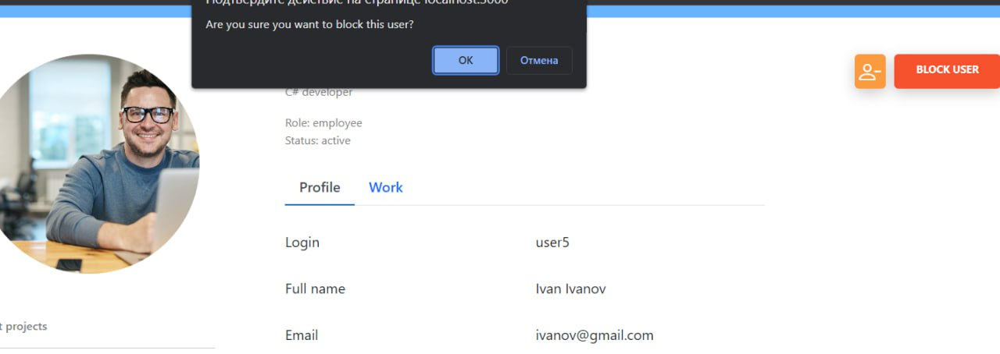 Подтвердите действие на странице localhost:3000
Are you sure you want to block this user?
OK
Отмена
BLOCK USER
C# developer
Role: employee
Status: active
Profile
Work
Login
user5
Full name
Ivan Ivanov
t projects
Email
ivanov@gmail.com